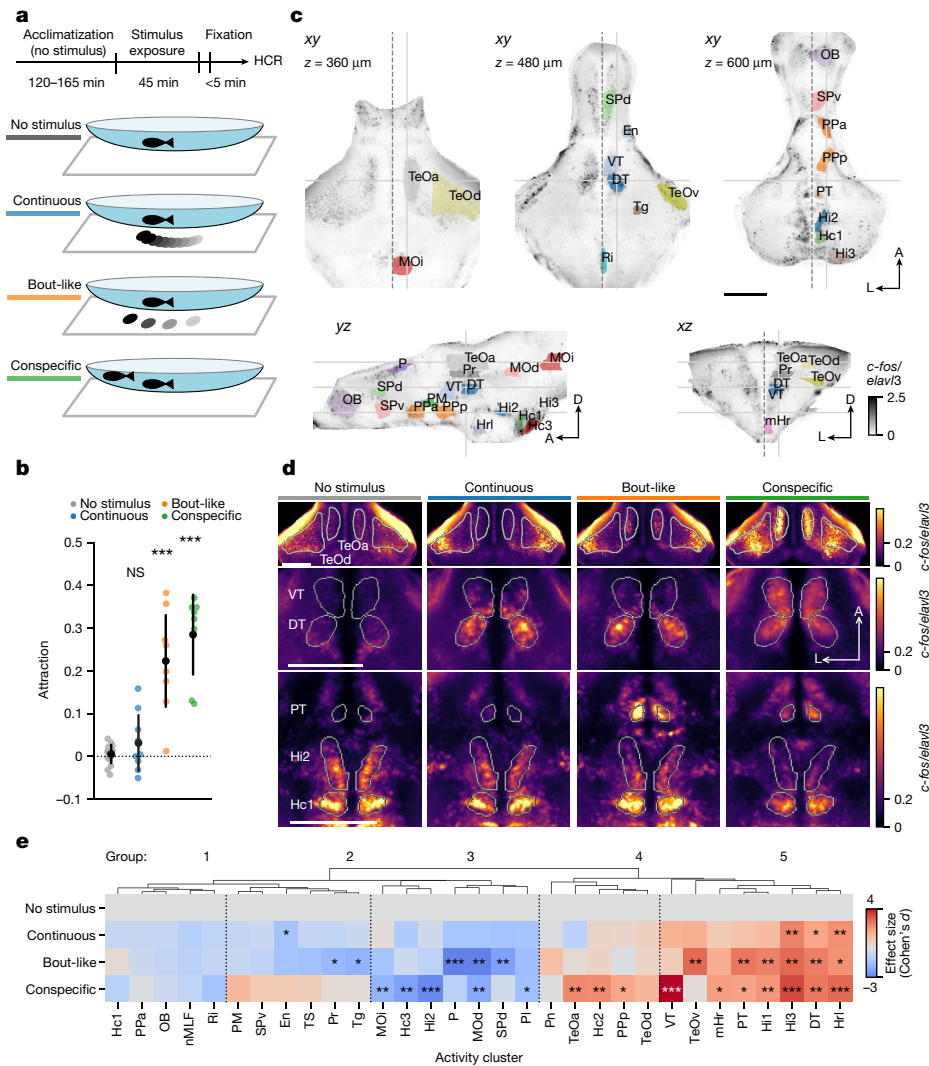 a
Acclimatization (no stimulus)
Stimulus exposure
Fixation
HCR
120–165 min
45 min
<5 min
No stimulus
Continuous
Bout-like
Conspecific
b
No stimulus
Bout-like
Continuous
Conspecific
0.5
0.4
0.3
0.2
0.1
0
−0.1
Attraction
NS
***
***
c
xy
z = 360 μm
TeOa
TeOd
MOi
xy
z = 480 μm
SPd
En
VT
DT
TeOv
Tg
Ri
xy
z = 600 μm
OB
SPv
PPa
PPp
PT
Hi2
Hc1
Hi3
A
L
yz
P
SPd
OB
SPv
PM
PPa
PPp
VT
DT
TeOa
Pr
MOd
MOi
Hrl
Hi2
Hi3
Hc1
Hc3
D
A
xz
TeOa
TeOd
Pr
DT
TeOv
VT
mHr
D
L
c-fos/
elavl3
2.5
0
d
No stimulus
Continuous
Bout-like
Conspecific
TeOa
TeOd
VT
DT
A
L
PT
Hi2
Hc1
0.2
0
c-fos/elavl3
0.2
0
c-fos/elavl3
0.2
0
c-fos/elavl3
e
Group: 1 2 3 4 5
No stimulus
Continuous * ** * **
Bout-like * * *** ** ** ** ** ** ** ** *
Conspecific ** ** *** ** * ** ** * *** * * ** *** ** ***
Hc1 PPa OB nMLF Ri PM SPv En TS Pr Tg MOi Hc3 Hi2 P MOd SPd PI Pn TeOa Hc2 PPp TeOd VT TeOv mHr PT Hi1 Hi3 DT Hrl
Activity cluster
4
−3
Effect size
(Cohen's d)